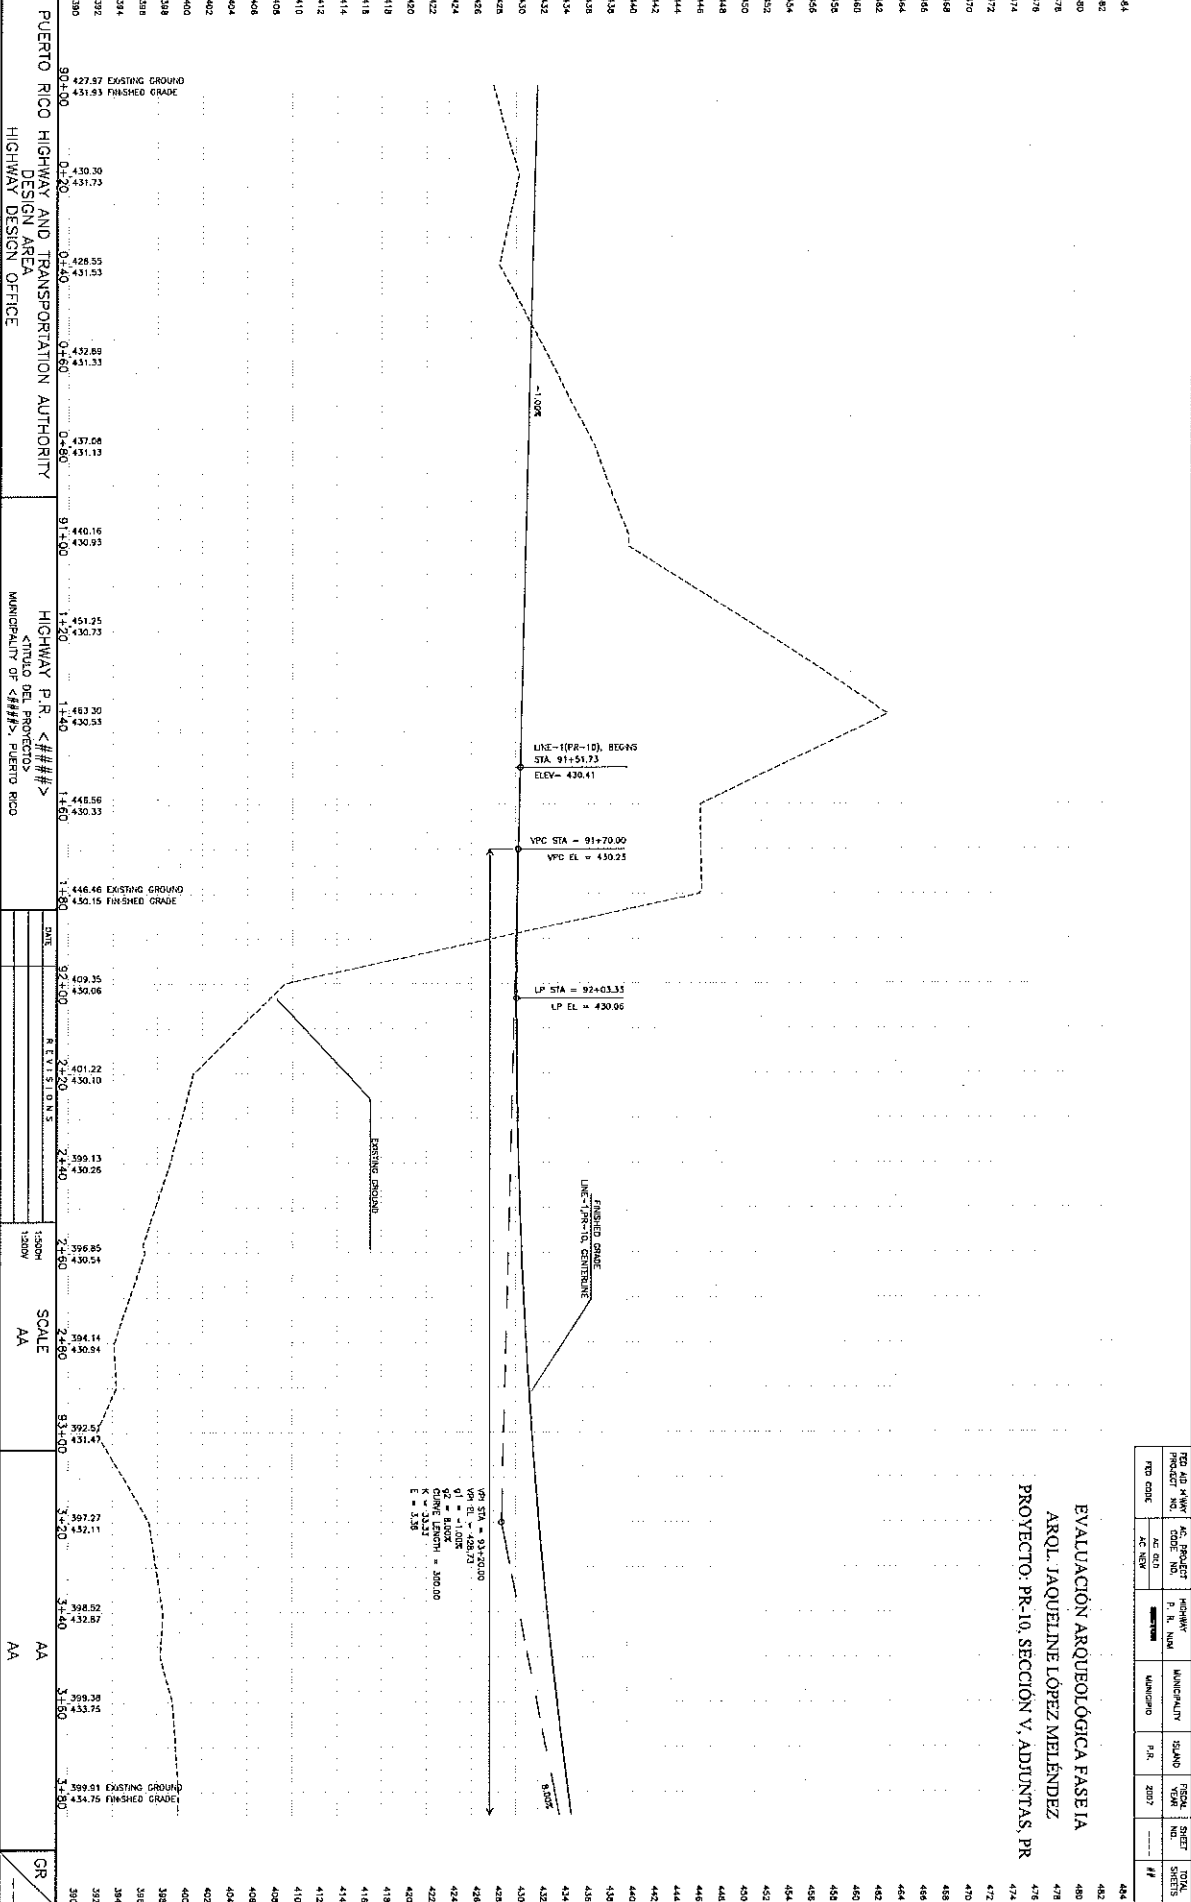 FED AID H'WAY PROJECT NO.
AC. PROJECT CODE NO.
HIGHWAY P. R. NUM
MUNICIPALITY
ISLAND
FISCAL YEAR
SHEET NO.
TOTAL SHEETS
FED CODE
AC OLD
AC NEW
MUNICIPIO
P.R.
2007
----
##
EVALUACIÓN ARQUEOLÓGICA FASE IA
ARQL. JAQUELINE LÓPEZ MELÉNDEZ
PROYECTO: PR-10, SECCIÓN V, ADJUNTAS, PR
-1.00%
LINE-1(PR-10), BEGINS
STA. 91+51.73
ELEV= 430.41
VPC STA = 91+70.00
VPC EL = 430.23
LP STA = 92+03.33
LP EL = 430.06
FINISHED GRADE
LINE-1,PR-10, CENTERLINE
EXISTING GROUND
VPI STA = 93+20.00
VPI EL = 428.73
g1 = -1.00%
g2 = 8.00%
CURVE LENGTH = 300.00
K = 33.33
E = 3.38
8.00%
427.97 EXISTING GROUND
431.93 FINISHED GRADE
90+00
430.30
431.73
0+20
428.55
431.53
0+40
432.69
431.33
0+60
437.08
431.13
0+80
440.16
430.93
91+00
451.25
430.73
1+20
463.30
430.53
1+40
430.33
1+60
446.46 EXISTING GROUND
430.15 FINISHED GRADE
1+80
409.35
430.06
92+00
401.22
430.10
2+20
399.13
430.26
2+40
396.85
430.54
2+60
394.14
430.94
2+80
392.51
431.47
93+00
397.27
432.11
3+20
398.52
432.87
3+40
399.38
433.75
3+60
399.91 EXISTING GROUND
434.75 FINISHED GRADE
3+80
PUERTO RICO HIGHWAY AND TRANSPORTATION AUTHORITY
DESIGN AREA
HIGHWAY DESIGN OFFICE
HIGHWAY P.R. <####>
<TITULO DEL PROYECTO>
MUNICIPALITY OF <####>, PUERTO RICO
DATE
REVISIONS
1:500H
1:200V
SCALE
AA
AA
AA
GR